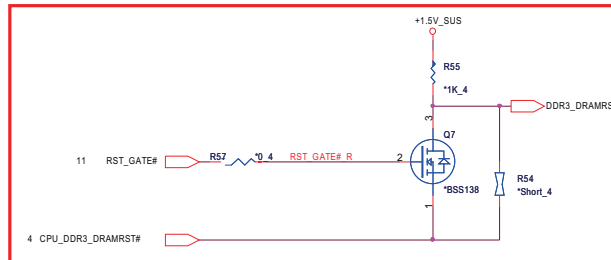 +1.5V_SUS
R55
*1K_4
3
DDR3_DRAMRS
Q7
11 RST_GATE# R57 *0_4 RST_GATE#_R 2
R54
*BSS138
*Short_4
1
4 CPU_DDR3_DRAMRST#